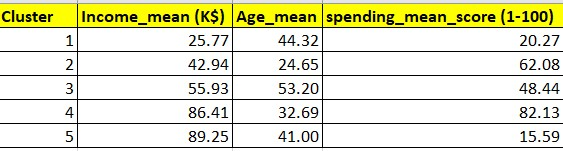 Cluster Income_mean (K$) Age_mean spending_mean_score (1-100)
1 25.77 44.32 20.27
2 42.94 24.65 62.08
3 55.93 53.20 48.44
4 86.41 32.69 82.13
5 89.25 41.00 15.59